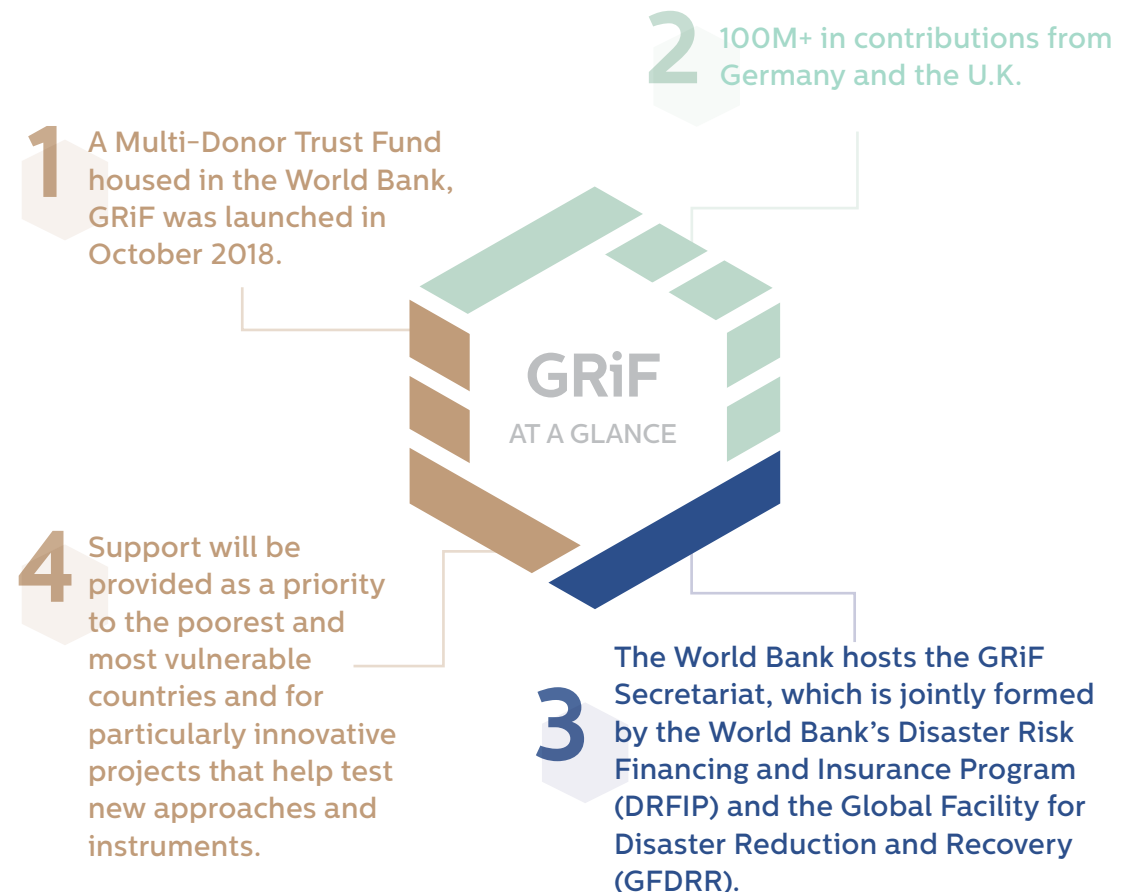 1
A Multi-Donor Trust Fund
housed in the World Bank,
GRiF was launched in
October 2018.
2
100M+ in contributions from
Germany and the U.K.
GRiF
AT A GLANCE
3
The World Bank hosts the GRiF
Secretariat, which is jointly formed
by the World Bank's Disaster Risk
Financing and Insurance Program
(DRFIP) and the Global Facility for
Disaster Reduction and Recovery
(GFDRR).
4
Support will be
provided as a priority
to the poorest and
most vulnerable
countries and for
particularly innovative
projects that help test
new approaches and
instruments.